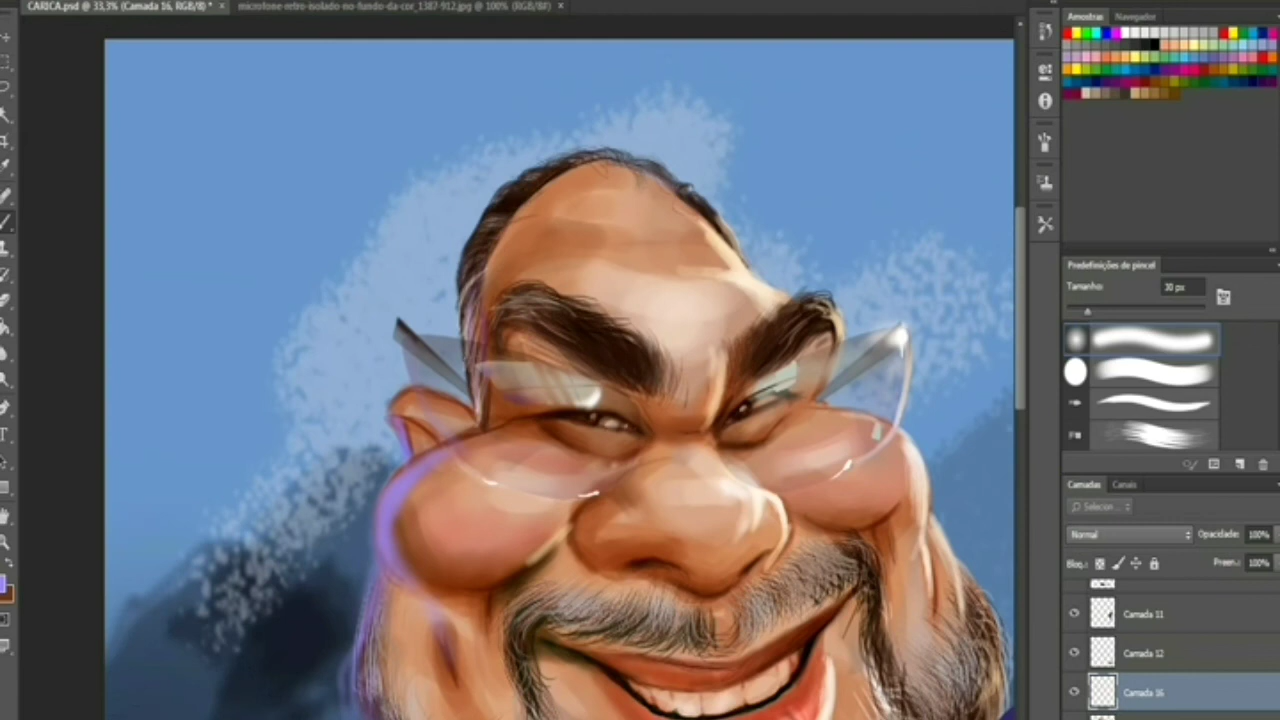 CARICA.psd @ 33,3% (Camada 16, RGB/8) * ×
microfone-retro-isolado-no-fundo-da-cor_1387-912.jpg @ 100% (RGB/8#) ×
Amostras Navegador
Predefinições de pincel
Tamanho: 30 px
Camadas Canais
Selecion...
Normal Opacidade: 100%
Bloq.: Preen.: 100%
Camada 11
Camada 12
Camada 16